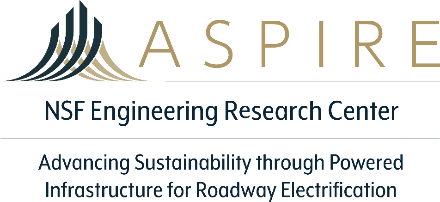 ASPIRE
NSF Engineering Research Center
Advancing Sustainability through Powered
Infrastructure for Roadway Electrification